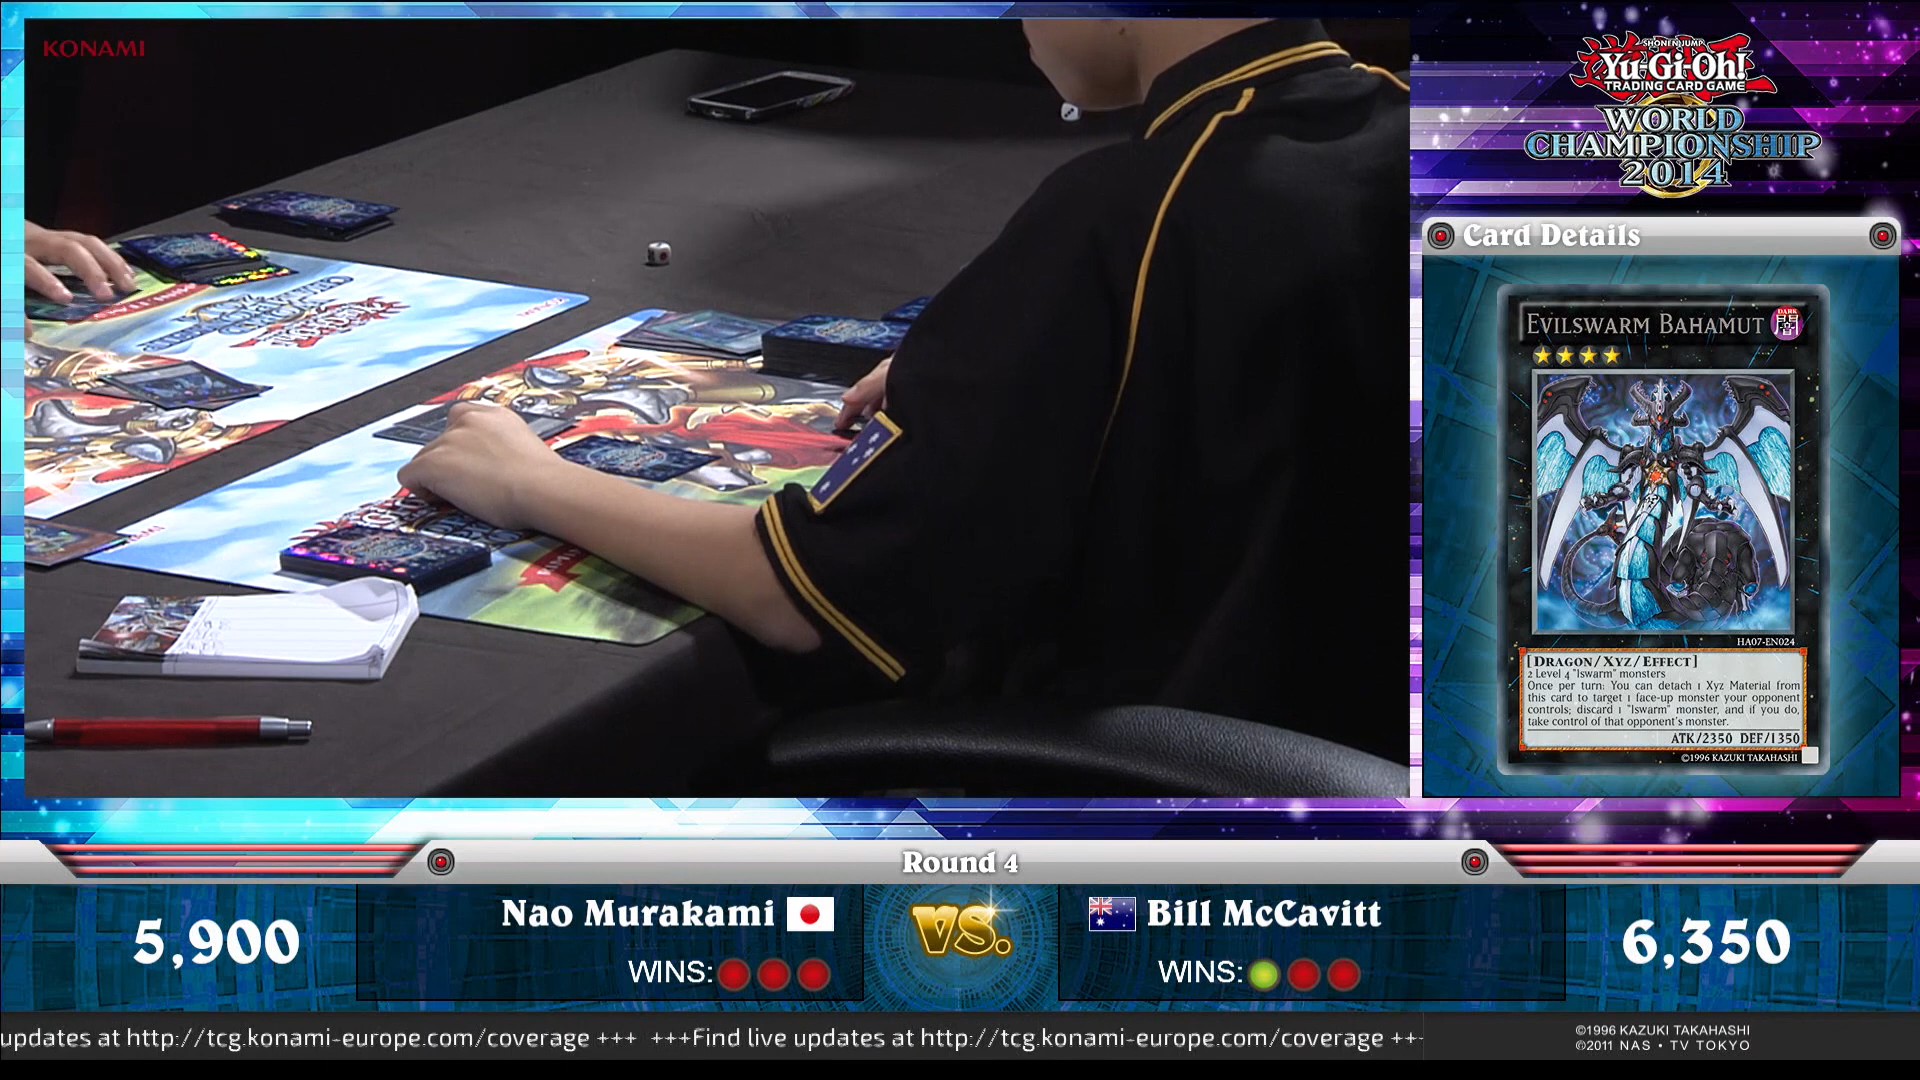 KONAMI
SHONEN JUMP
Yu-Gi-Oh!
TRADING CARD GAME
WORLD
CHAMPIONSHIP
2014
Card Details
EVILSWARM BAHAMUT
DARK
闇
HA07-EN024
[DRAGON/XYZ/EFFECT]
2 Level 4 "lswarm" monsters
Once per turn: You can detach 1 Xyz Material from
this card to target 1 face-up monster your opponent
controls; discard 1 "lswarm" monster, and if you do,
take control of that opponent's monster.
ATK/2350 DEF/1350
©1996 KAZUKI TAKAHASHI
Round 4
5,900
Nao Murakami
WINS:
VS.
Bill McCavitt
WINS:
6,350
updates at http://tcg.konami-europe.com/coverage +++ +++Find live updates at http://tcg.konami-europe.com/coverage ++
©1996 KAZUKI TAKAHASHI
©2011 NAS • TV TOKYO